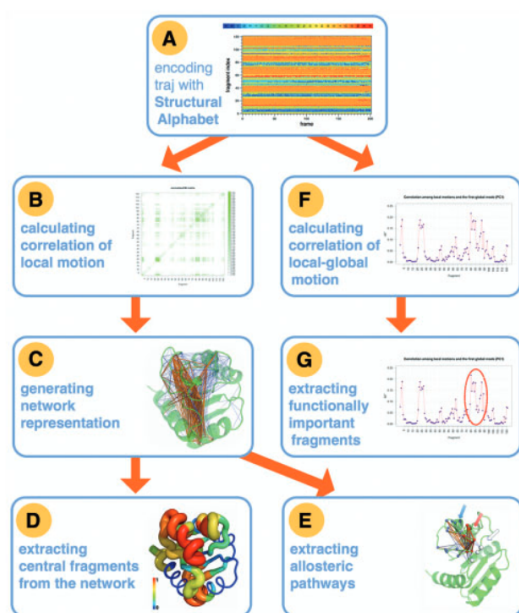 A
encoding
traj with
Structural
Alphabet
fragment index
frame
B
calculating
correlation of
local motion
F
calculating
correlation of
local-global
motion
Correlation among local motions and the first global mode (PC1)
C
generating
network
representation
G
extracting
functionally
important
fragments
Correlation among local motions and the first global mode (PC1)
D
extracting
central fragments
from the network
E
extracting
allosteric
pathways